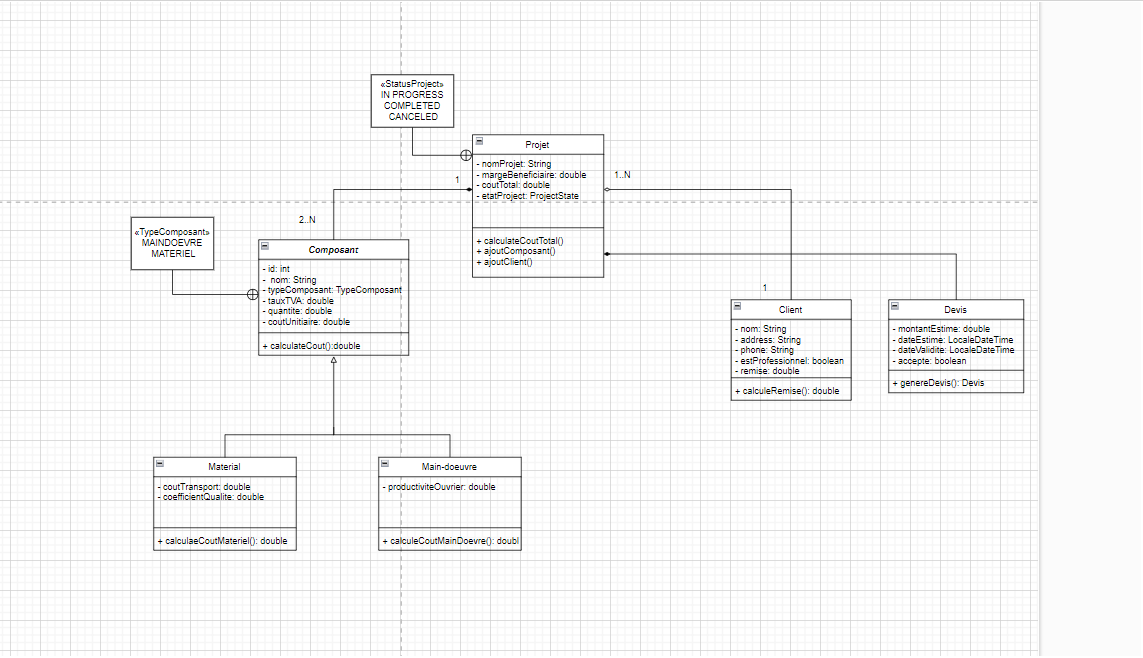 «StatusProject»
IN PROGRESS
COMPLETED
CANCELED
Projet
- nomProjet: String
- margeBeneficiaire: double
- coutTotal: double
- etatProject: ProjectState
+ calculateCoutTotal()
+ ajoutComposant()
+ ajoutClient()
1
1..N
2..N
«TypeComposant»
MAINDOEVRE
MATERIEL
Composant
- id: int
- nom: String
- typeComposant: TypeComposant
- tauxTVA: double
- quantite: double
- coutUnitiaire: double
+ calculateCout():double
1
Client
- nom: String
- address: String
- phone: String
- estProfessionnel: boolean
- remise: double
+ calculeRemise(): double
Devis
- montantEstime: double
- dateEstime: LocaleDateTime
- dateValidite: LocaleDateTime
- accepte: boolean
+ genereDevis(): Devis
Material
- coutTransport: double
- coefficientQualite: double
+ calculaeCoutMateriel(): double
Main-doeuvre
- productiviteOuvrier: double
+ calculeCoutMainDoevre(): doubl